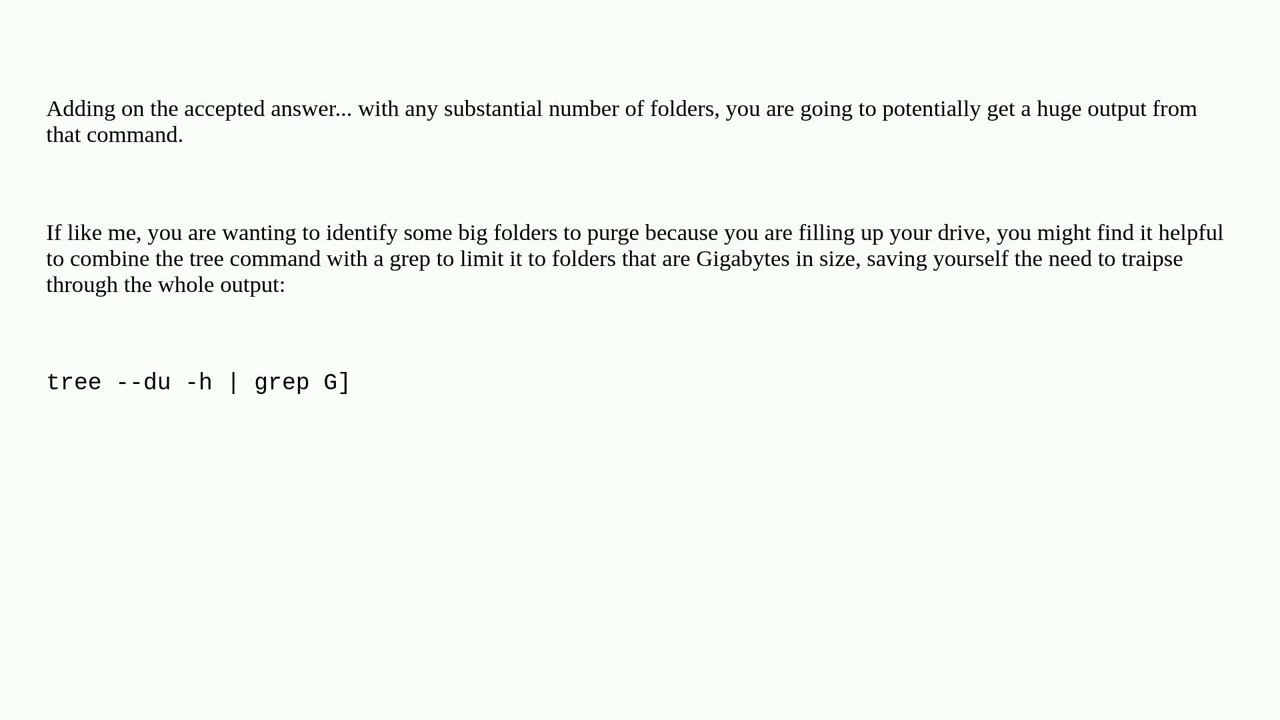 Adding on the accepted answer... with any substantial number of folders, you are going to potentially get a huge output from
that command.
If like me, you are wanting to identify some big folders to purge because you are filling up your drive, you might find it helpful
to combine the tree command with a grep to limit it to folders that are Gigabytes in size, saving yourself the need to traipse
through the whole output:
tree --du -h | grep G]